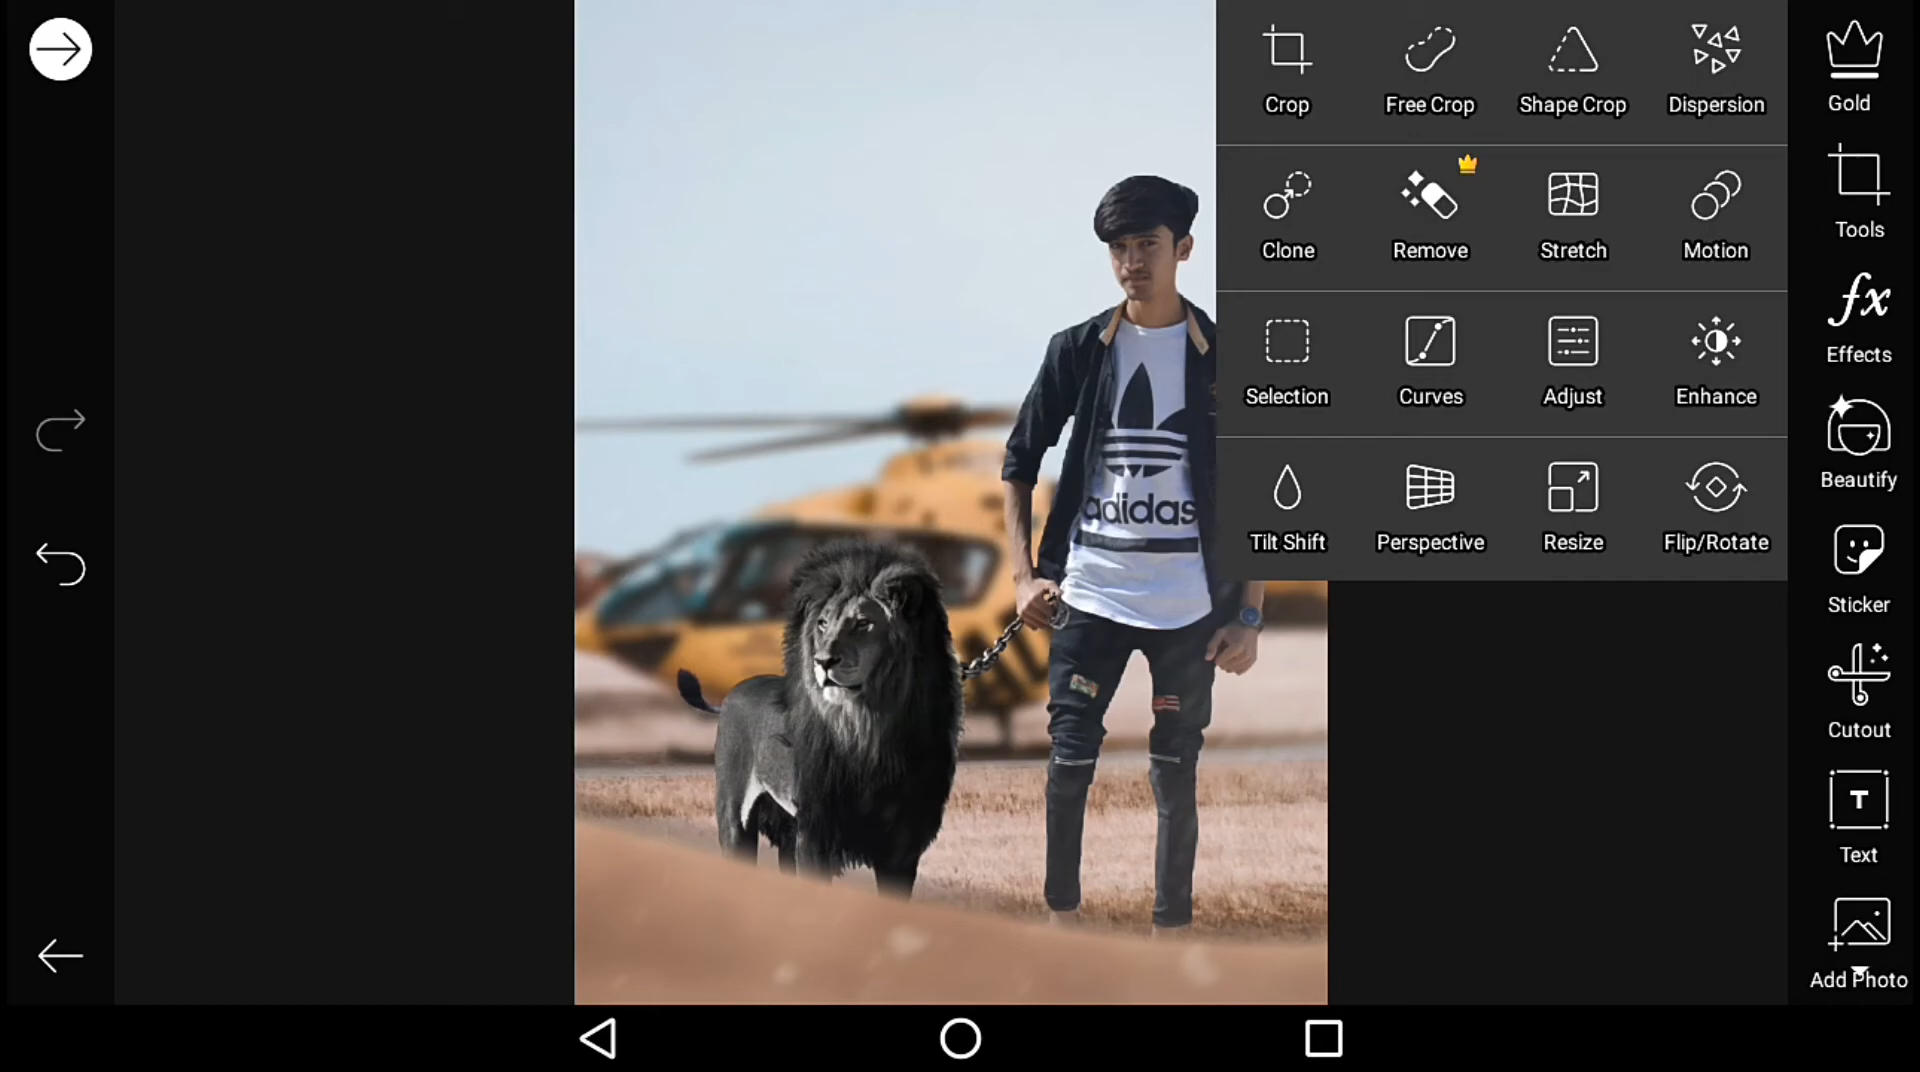 Crop Free Crop Shape Crop Dispersion
Clone Remove Stretch Motion
Selection Curves Adjust Enhance
Tilt Shift Perspective Resize Flip/Rotate
Gold
Tools
fx
Effects
Beautify
Sticker
Cutout
T
Text
Add Photo
adidas